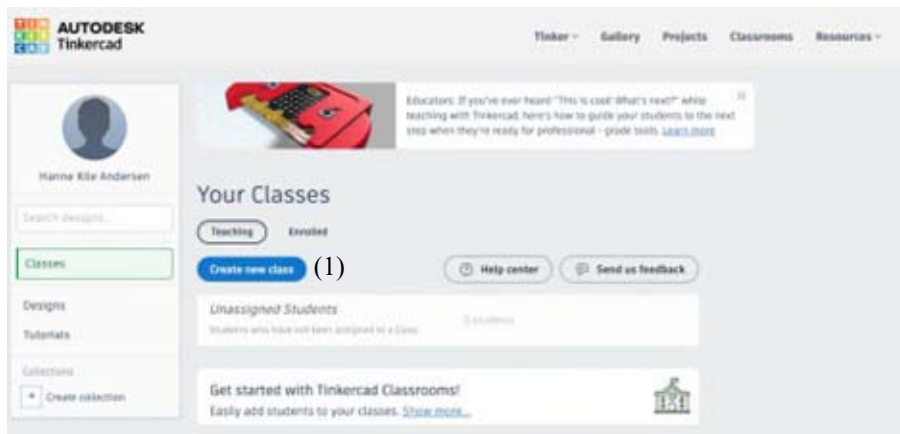 TIN
KER
CAD
AUTODESK
Tinkercad
Tinker
Gallery
Projects
Classrooms
Resources
Hanne Kile Andersen
Search designs...
Classes
Designs
Tutorials
Collections
+ Create collection
Educators: If you've ever heard "This is cool! What's next?" while
teaching with Tinkercad, here's how to guide your students to the next
step when they're ready for professional - grade tools. Learn more
Your Classes
Teaching
Enrolled
Create new class (1)
Help center
Send us feedback
Unassigned Students
Students who have not been assigned to a Class
0 students
Get started with Tinkercad Classrooms!
Easily add students to your classes. Show more...